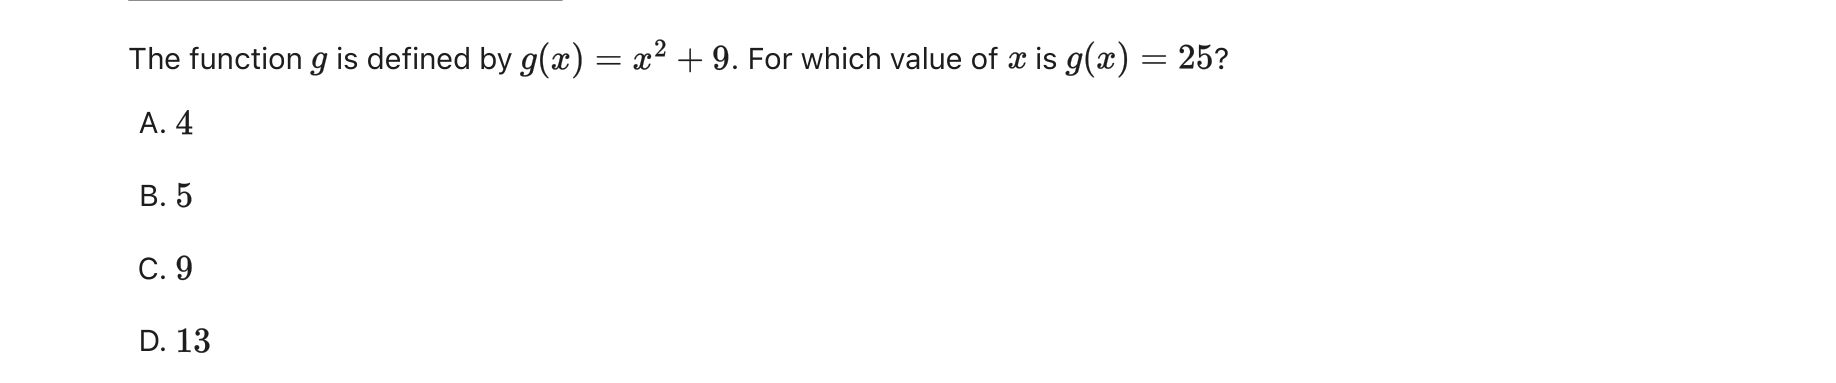 The function g is defined by g(x) = x² + 9. For which value of x is g(x) = 25?
A. 4
B. 5
C. 9
D. 13